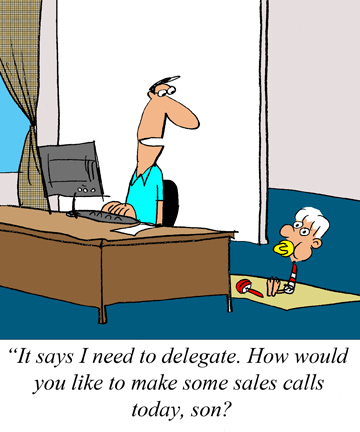 “It says I need to delegate. How would
you like to make some sales calls
today, son?